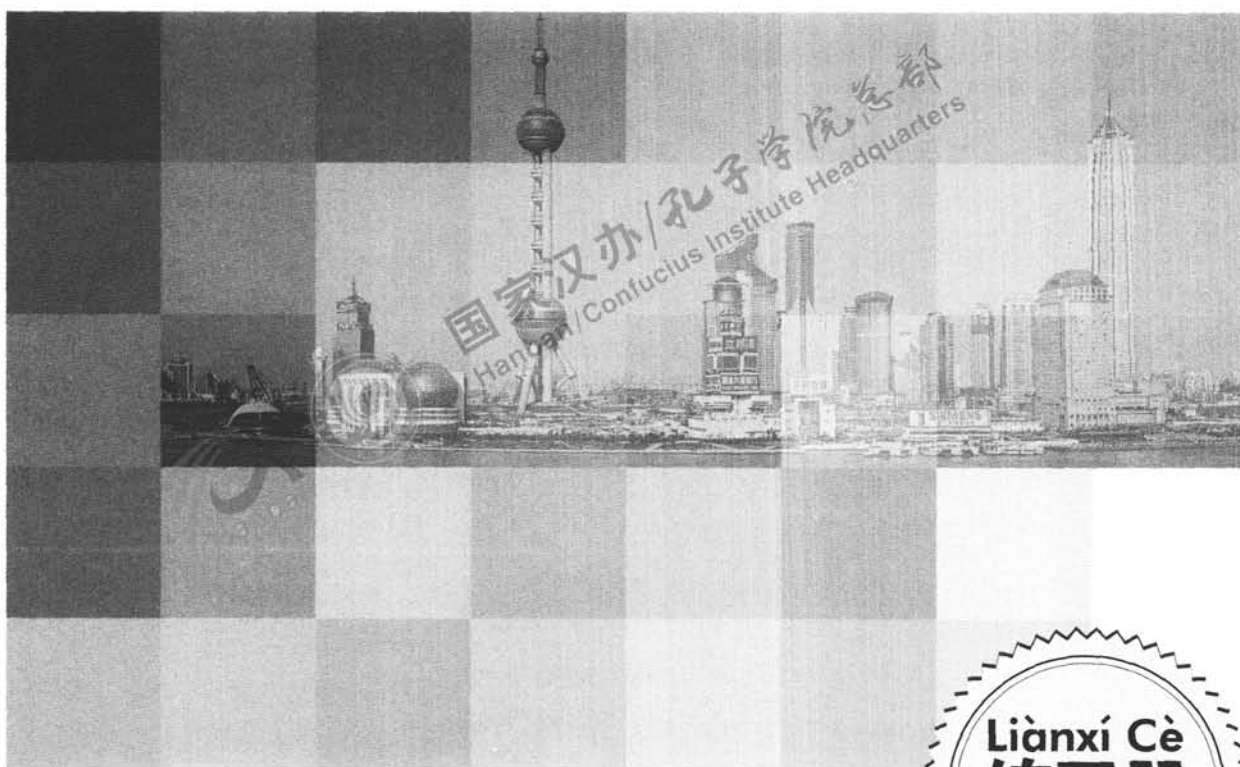 国家汉办/孔子学院总部
Hanban/Confucius Institute Headquarters
Liànxí Cè